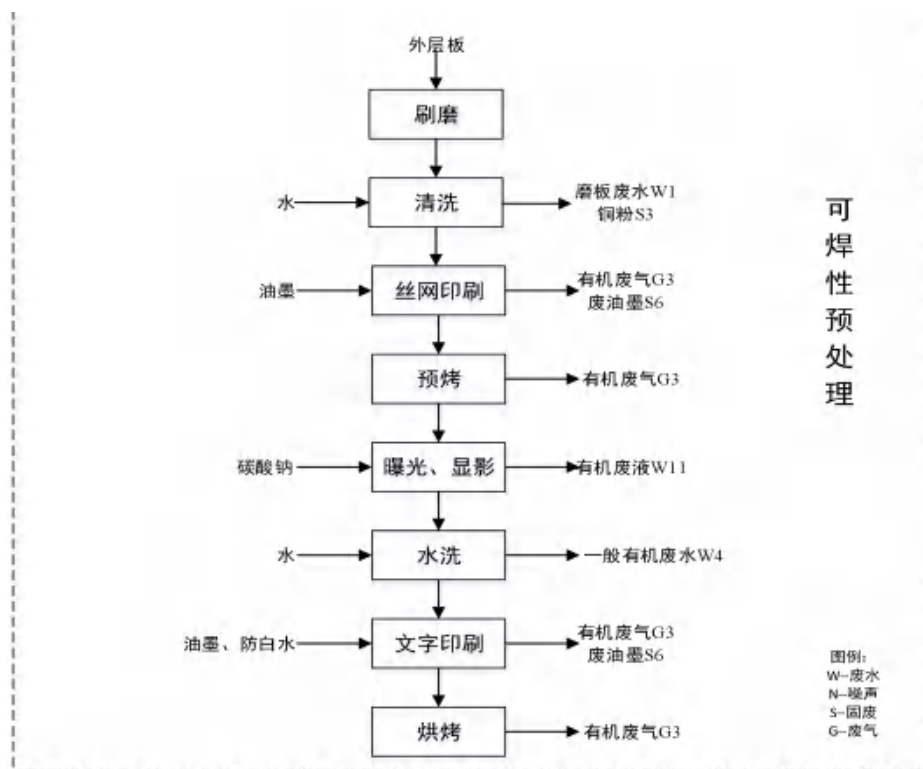 外层板
刷磨
水
清洗
磨板废水W1
铜粉S3
油墨
丝网印刷
有机废气G3
废油墨S6
预烤
有机废气G3
碳酸钠
曝光、显影
有机废液W11
水
水洗
一般有机废水W4
油墨、防白水
文字印刷
有机废气G3
废油墨S6
烘烤
有机废气G3
可焊性预处理
图例：
W-废水
N-噪声
S-固废
G-废气